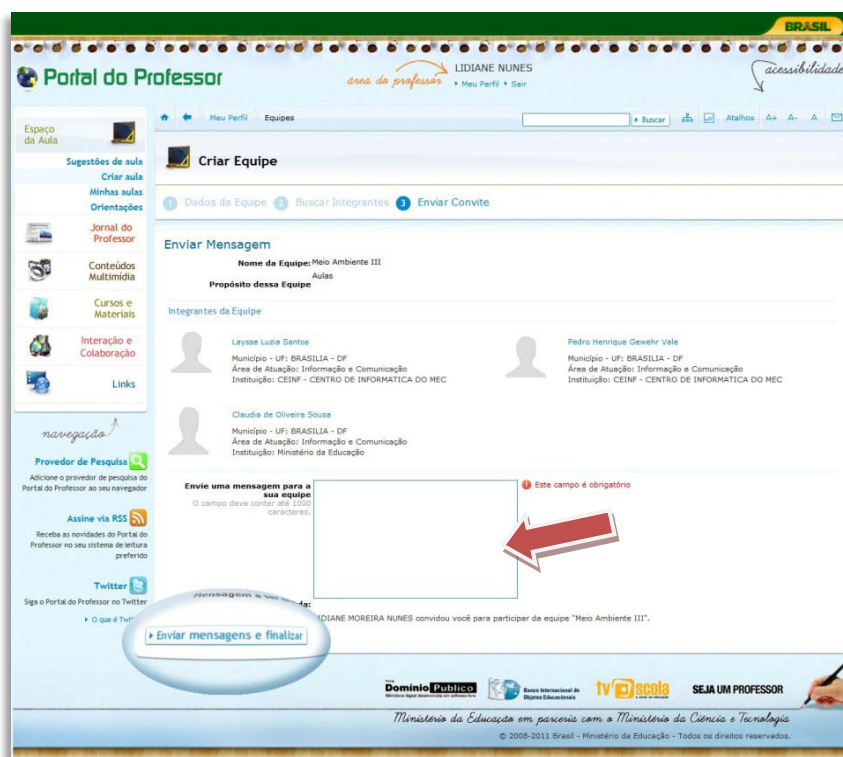 BRASIL
Portal do Professor
área do professor
LIDIANE NUNES
Meu Perfil Sair
acessibilidade
Espaço
da Aula
Sugestões de aula
Criar aula
Minhas aulas
Orientações
Jornal do
Professor
Conteúdos
Multimídia
Cursos e
Materiais
Interação e
Colaboração
Links
navegação
Provedor de Pesquisa
Adicione o provedor de pesquisa do
Portal do Professor ao seu navegador
Assine via RSS
Receba as novidades do Portal do
Professor no seu sistema de leitura
preferido
Twitter
Siga o Portal do Professor no Twitter
Meu Perfil Equipes
Buscar Atalhos A+ A- A
Criar Equipe
1 Dados da Equipe 2 Buscar Integrantes 3 Enviar Convite
Enviar Mensagem
Nome da Equipe: Meio Ambiente III
Aulas
Propósito dessa Equipe
Integrantes da Equipe
Laysse Luzia Santos
Município - UF: BRASILIA - DF
Área de Atuação: Informação e Comunicação
Instituição: CEINF - CENTRO DE INFORMATICA DO MEC
Pedro Henrique Gewehr Vale
Município - UF: BRASILIA - DF
Área de Atuação: Informação e Comunicação
Instituição: CEINF - CENTRO DE INFORMATICA DO MEC
Claudia de Oliveira Sousa
Município - UF: BRASILIA - DF
Área de Atuação: Informação e Comunicação
Instituição: Ministério da Educação
Envie uma mensagem para a
sua equipe
O campo deve conter até 1000
caracteres.
Este campo é obrigatório
Mensagem a
DIANE MOREIRA NUNES convidou você para participar da equipe "Meio Ambiente III".
O que é
Enviar mensagens e finalizar
Domínio Público
Banco Internacional de
Objetos Educacionais
tv escola
SEJA UM PROFESSOR
Ministério da Educação em parceria com o Ministério da Ciência e Tecnologia
© 2008-2011 Brasil - Ministério da Educação - Todos os direitos reservados.